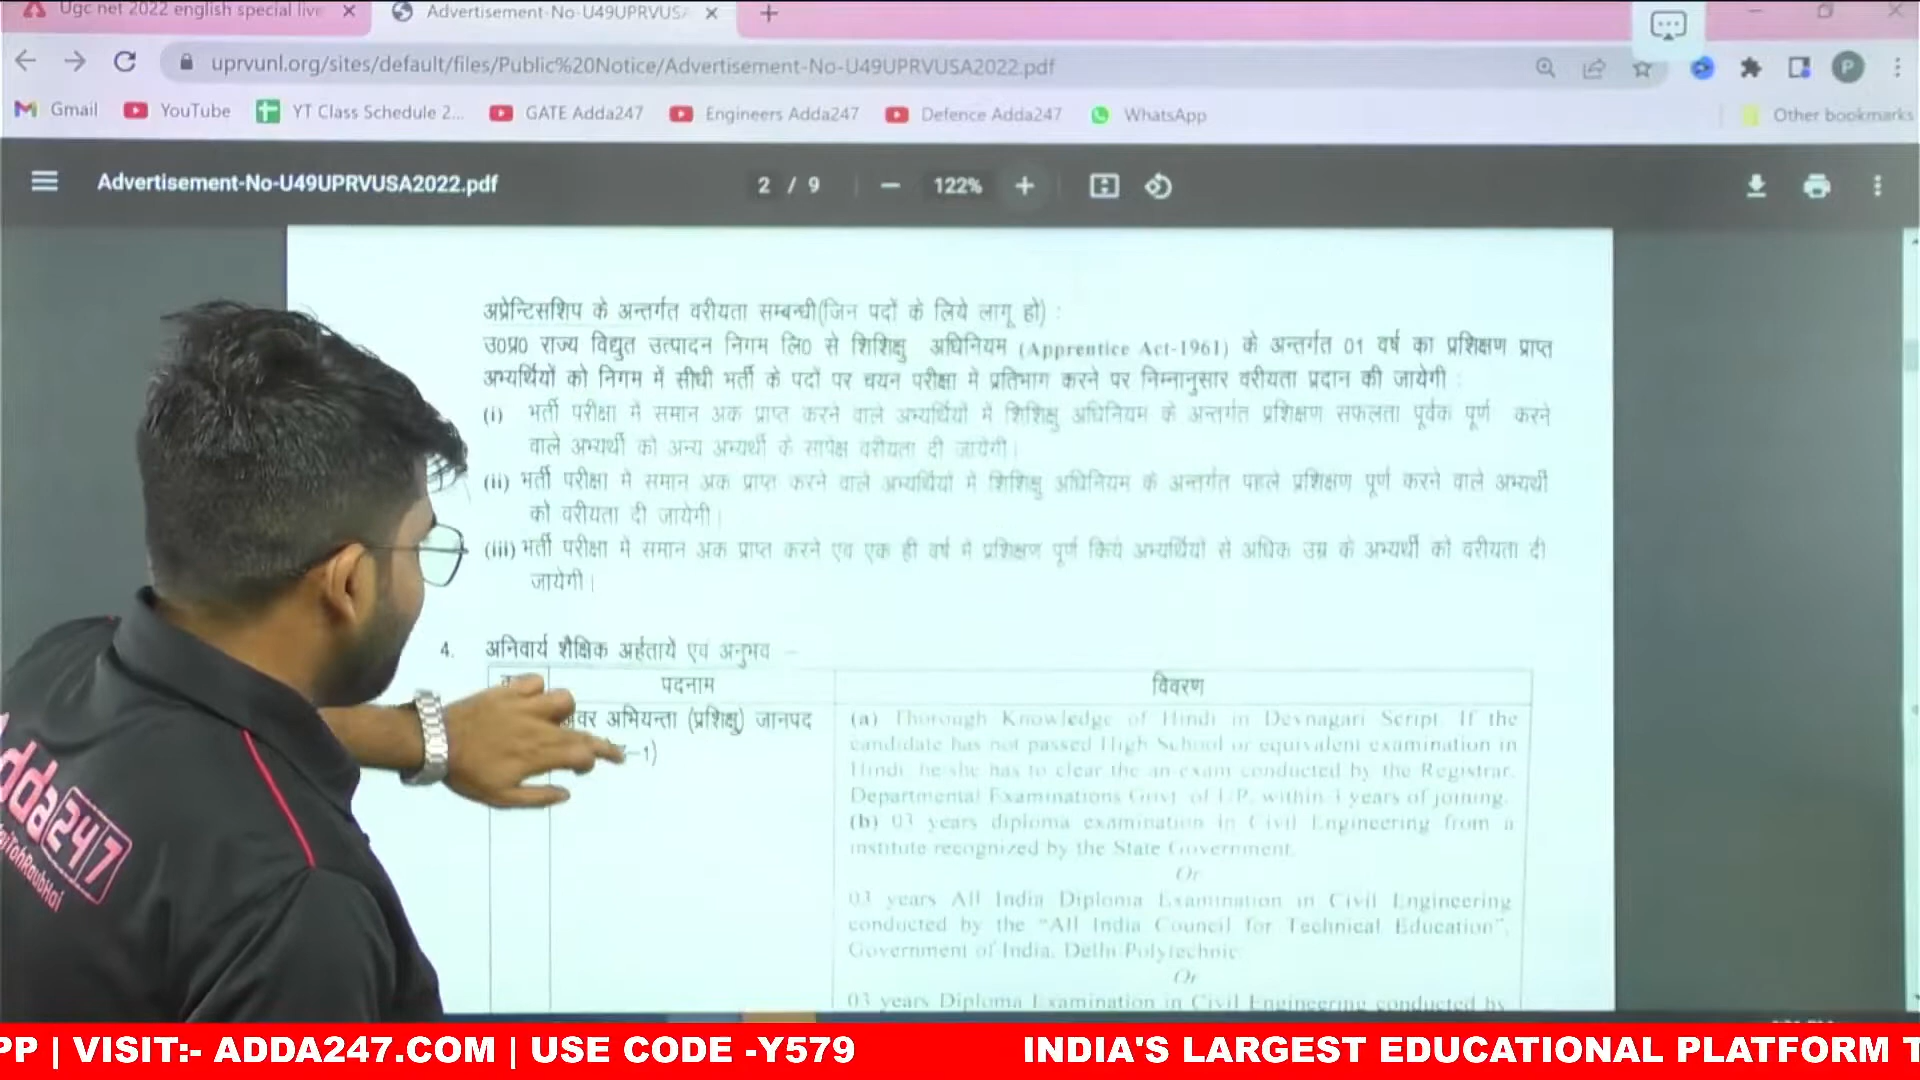 Ugc net 2022 english special live
Advertisement-No-U49UPRVUSA
uprvunl.org/sites/default/files/Public%20Notice/Advertisement-No-U49UPRVUSA2022.pdf
P
Gmail
YouTube
YT Class Schedule 2...
GATE Adda247
Engineers Adda247
Defence Adda247
WhatsApp
Other bookmarks
Advertisement-No-U49UPRVUSA2022.pdf
2 / 9
122%
अप्रेन्टिसशिप के अन्तर्गत वरीयता सम्बन्धी(जिन पदों के लिये लागू हो) :
उ0प्र0 राज्य विद्युत उत्पादन निगम लि0 से शिशिक्षु अधिनियम (Apprentice Act-1961) के अन्तर्गत 01 वर्ष का प्रशिक्षण प्राप्त
अभ्यर्थियों को निगम में सीधी भर्ती के पदों पर चयन परीक्षा में प्रतिभाग करने पर निम्नानुसार वरीयता प्रदान की जायेगी :
(i) भर्ती परीक्षा में समान अंक प्राप्त करने वाले अभ्यर्थियों में शिशिक्षु अधिनियम के अन्तर्गत प्रशिक्षण सफलता पूर्वक पूर्ण करने
वाले अभ्यर्थी को अन्य अभ्यर्थी के सापेक्ष वरीयता दी जायेगी।
(ii) भर्ती परीक्षा में समान अंक प्राप्त करने वाले अभ्यर्थियों में शिशिक्षु अधिनियम के अन्तर्गत पहले प्रशिक्षण पूर्ण करने वाले अभ्यर्थी
को वरीयता दी जायेगी।
(iii) भर्ती परीक्षा में समान अंक प्राप्त करने एवं एक ही वर्ष में प्रशिक्षण पूर्ण किये अभ्यर्थियों से अधिक उम्र के अभ्यर्थी को वरीयता दी
जायेगी।
4. अनिवार्य शैक्षिक अर्हतायें एवं अनुभव –
पदनाम
विवरण
अवर अभियन्ता (प्रशिक्षु) जानपद
–1)
(a) Thorough Knowledge of Hindi in Devnagari Script. If the
candidate has not passed High School or equivalent examination in
Hindi, he/she has to clear the an exam conducted by the Registrar,
Departmental Examinations Govt. of U.P. within 3 years of joining.
(b) 03 years diploma examination in Civil Engineering from a
institute recognized by the State Government.
Or
03 years All India Diploma Examination in Civil Engineering
conducted by the "All India Council for Technical Education",
Government of India, Delhi Polytechnic
Or
03 years Diploma Examination in Civil Engineering conducted by
adda247
PP | VISIT:- ADDA247.COM | USE CODE -Y579
INDIA'S LARGEST EDUCATIONAL PLATFORM T